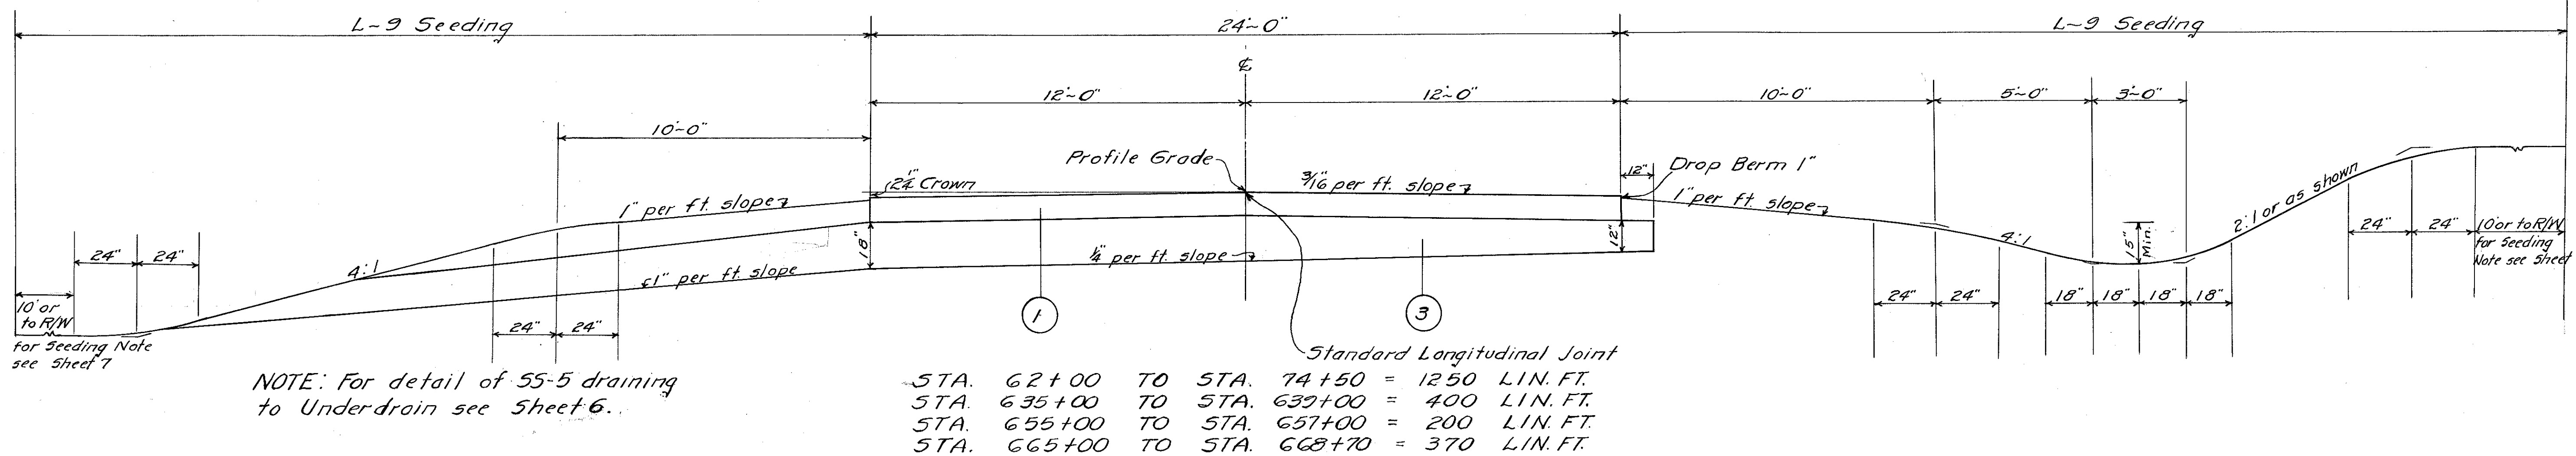 L-9 Seeding
24'-0"
L-9 Seeding
℄
12'-0"
12'-0"
10'-0"
5'-0"
3'-0"
10'-0"
Profile Grade
12"
Drop Berm 1"
2¼" Crown
3/16" per ft. slope
1" per ft. slope
1" per ft. slope
2:1 or as shown
24"
24"
18"
12"
4:1
15"
Min.
24"
24"
10' or to R/W
for Seeding
Note see Sheet
4:1
1" per ft. slope
¼" per ft. slope
10' or
to R/W
for Seeding Note
see Sheet 7
24"
24"
1
3
24"
24"
18"
18"
18"
18"
Standard Longitudinal Joint
NOTE: For detail of SS-5 draining
to Underdrain see Sheet 6.
STA. 62+00 TO STA. 74+50 = 1250 LIN. FT.
STA. 635+00 TO STA. 639+00 = 400 LIN. FT.
STA. 655+00 TO STA. 657+00 = 200 LIN. FT.
STA. 665+00 TO STA. 668+70 = 370 LIN. FT.